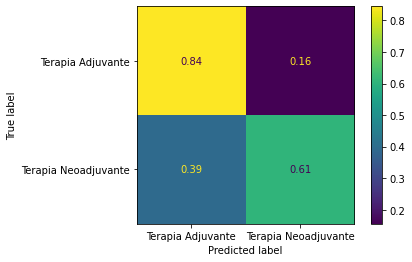 True label
Terapia Adjuvante
0.84
0.16
Terapia Neoadjuvante
0.39
0.61
Terapia Adjuvante
Terapia Neoadjuvante
Predicted label
0.8
0.7
0.6
0.5
0.4
0.3
0.2